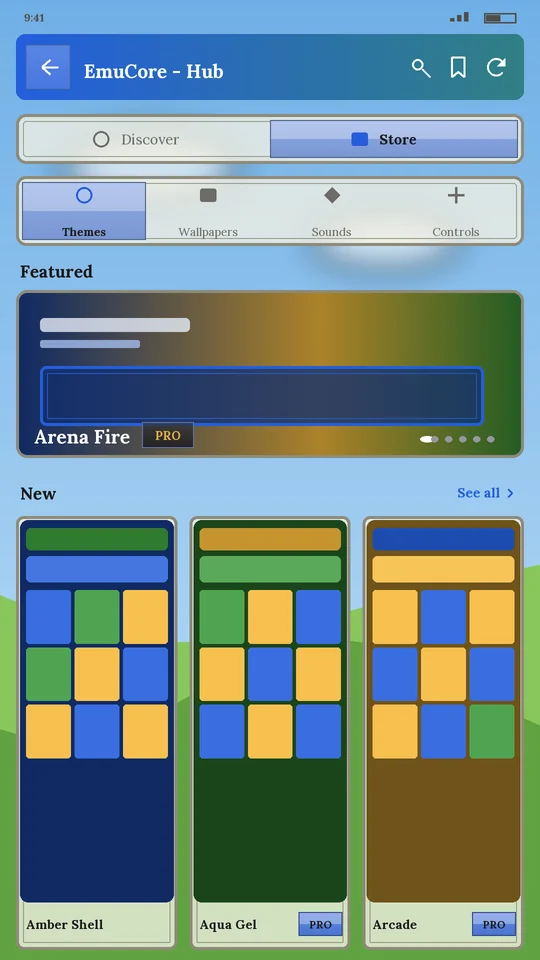 9:41
EmuCore - Hub
Discover
Store
Themes
Wallpapers
Sounds
Controls
Featured
Arena Fire
PRO
New
See all
Amber Shell
Aqua Gel
PRO
Arcade
PRO